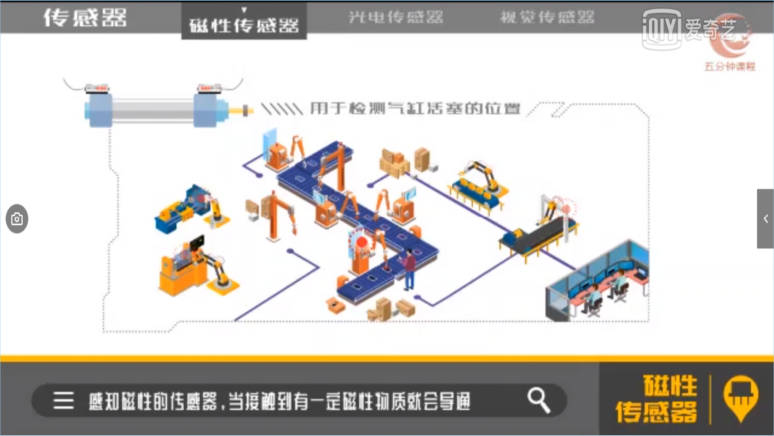 传感器
磁性传感器
光电传感器
视觉传感器
iQIYI 爱奇艺
五分钟课程
用于检测气缸活塞的位置
感知磁性的传感器,当接触到有一定磁性物质就会导通
磁性
传感器